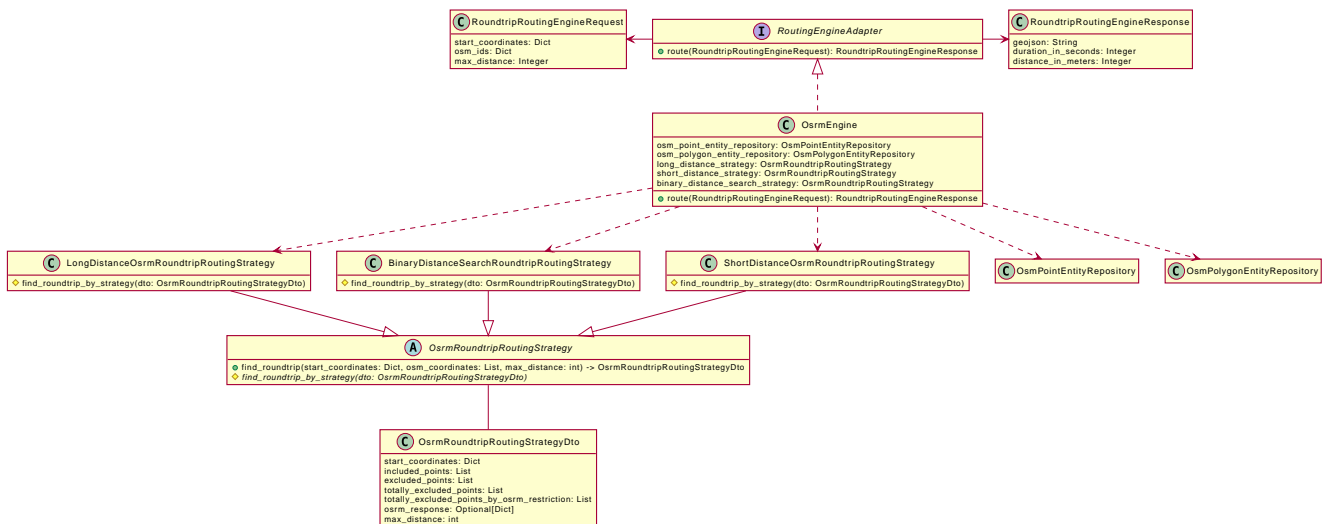 C RoundtripRoutingEngineRequest
start_coordinates: Dict
osm_ids: Dict
max_distance: Integer
I RoutingEngineAdapter
route(RoundtripRoutingEngineRequest): RoundtripRoutingEngineResponse
C RoundtripRoutingEngineResponse
geojson: String
duration_in_seconds: Integer
distance_in_meters: Integer
C OsrmEngine
osm_point_entity_repository: OsmPointEntityRepository
osm_polygon_entity_repository: OsmPolygonEntityRepository
long_distance_strategy: OsrmRoundtripRoutingStrategy
short_distance_strategy: OsrmRoundtripRoutingStrategy
binary_distance_search_strategy: OsrmRoundtripRoutingStrategy
route(RoundtripRoutingEngineRequest): RoundtripRoutingEngineResponse
C LongDistanceOsrmRoundtripRoutingStrategy
find_roundtrip_by_strategy(dto: OsrmRoundtripRoutingStrategyDto)
C BinaryDistanceSearchRoundtripRoutingStrategy
find_roundtrip_by_strategy(dto: OsrmRoundtripRoutingStrategyDto)
C ShortDistanceOsrmRoundtripRoutingStrategy
find_roundtrip_by_strategy(dto: OsrmRoundtripRoutingStrategyDto)
C OsmPointEntityRepository
C OsmPolygonEntityRepository
A OsrmRoundtripRoutingStrategy
find_roundtrip(start_coordinates: Dict, osm_coordinates: List, max_distance: int) -> OsrmRoundtripRoutingStrategyDto
find_roundtrip_by_strategy(dto: OsrmRoundtripRoutingStrategyDto)
C OsrmRoundtripRoutingStrategyDto
start_coordinates: Dict
included_points: List
excluded_points: List
totally_excluded_points: List
totally_excluded_points_by_osrm_restriction: List
osrm_response: Optional[Dict]
max_distance: int